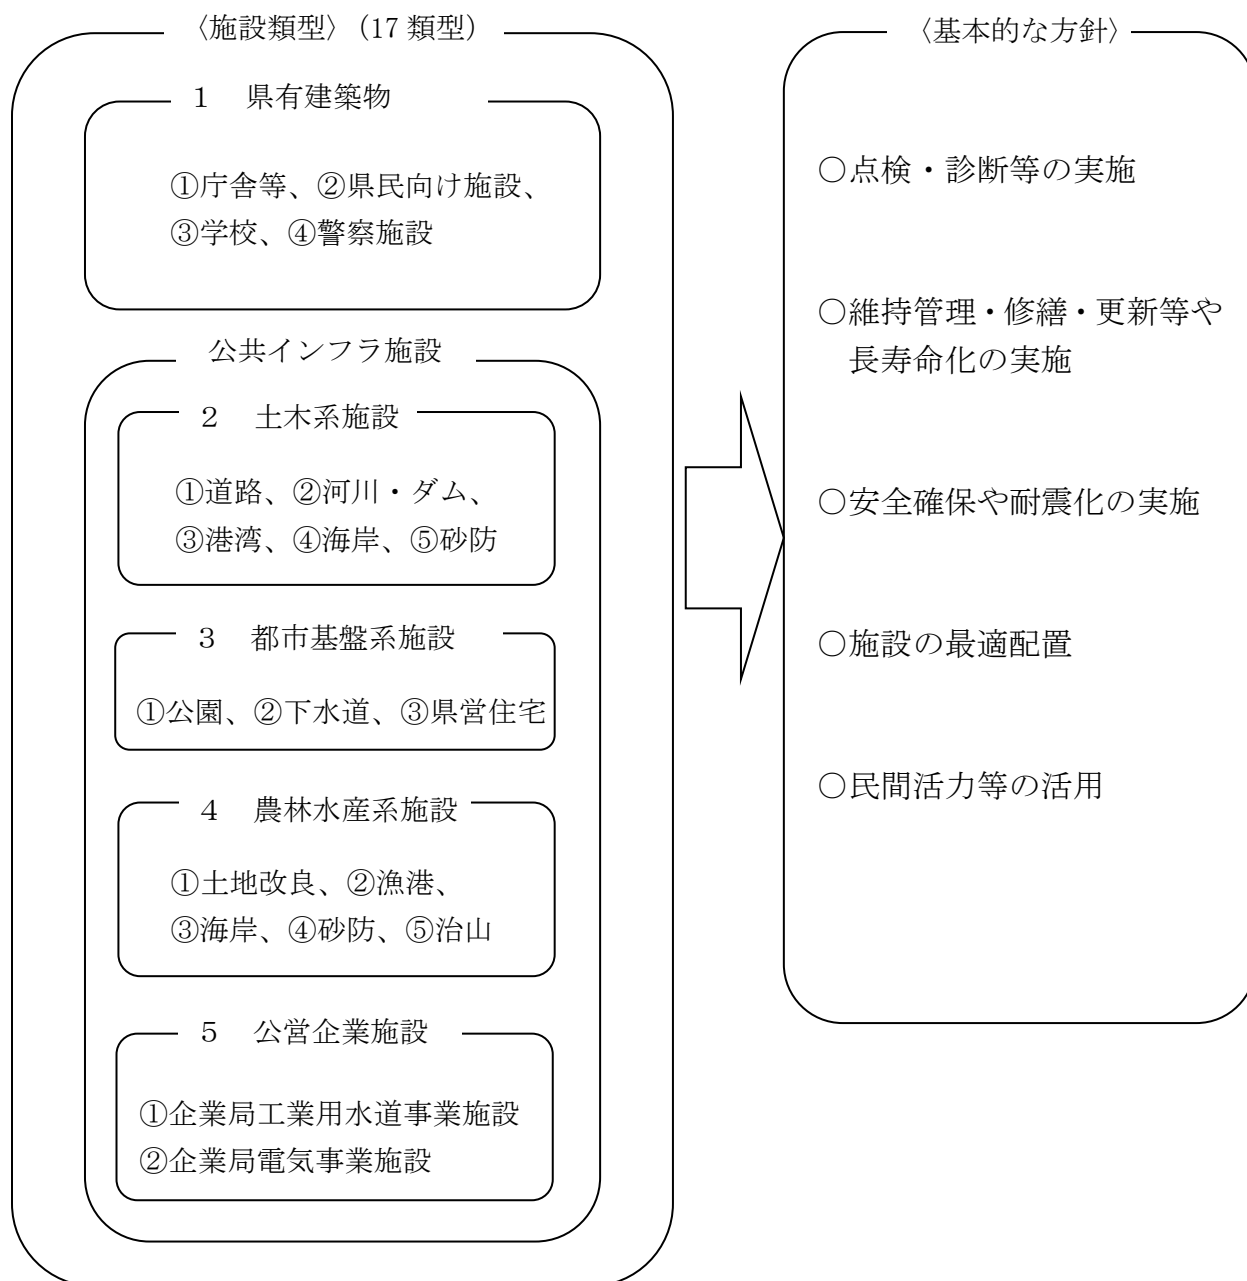 〈施設類型〉(17類型)
1 県有建築物
①庁舎等、②県民向け施設、
③学校、④警察施設
公共インフラ施設
2 土木系施設
①道路、②河川・ダム、
③港湾、④海岸、⑤砂防
3 都市基盤系施設
①公園、②下水道、③県営住宅
4 農林水産系施設
①土地改良、②漁港、
③海岸、④砂防、⑤治山
5 公営企業施設
①企業局工業用水道事業施設
②企業局電気事業施設
〈基本的な方針〉
○点検・診断等の実施
○維持管理・修繕・更新等や
長寿命化の実施
○安全確保や耐震化の実施
○施設の最適配置
○民間活力等の活用